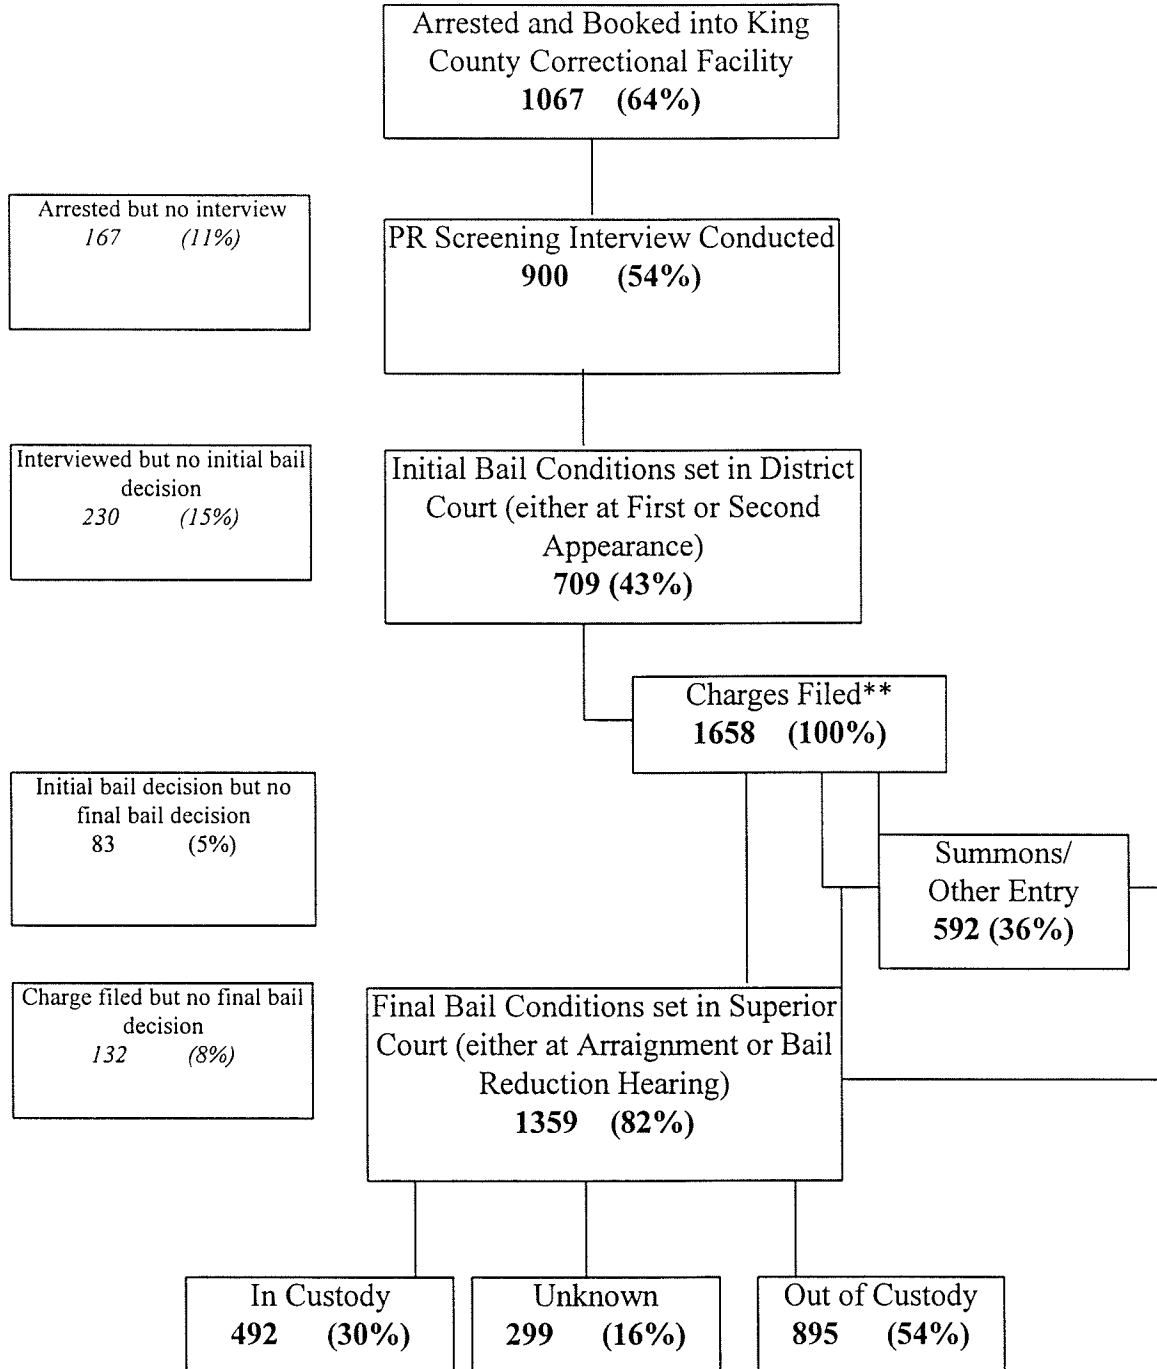 Arrested and Booked into King
County Correctional Facility
1067 (64%)
Arrested but no interview
167 (11%)
PR Screening Interview Conducted
900 (54%)
Interviewed but no initial bail
decision
230 (15%)
Initial Bail Conditions set in District
Court (either at First or Second
Appearance)
709 (43%)
Charges Filed**
1658 (100%)
Initial bail decision but no
final bail decision
83 (5%)
Summons/
Other Entry
592 (36%)
Charge filed but no final bail
decision
132 (8%)
Final Bail Conditions set in Superior
Court (either at Arraignment or Bail
Reduction Hearing)
1359 (82%)
In Custody
492 (30%)
Unknown
299 (16%)
Out of Custody
895 (54%)